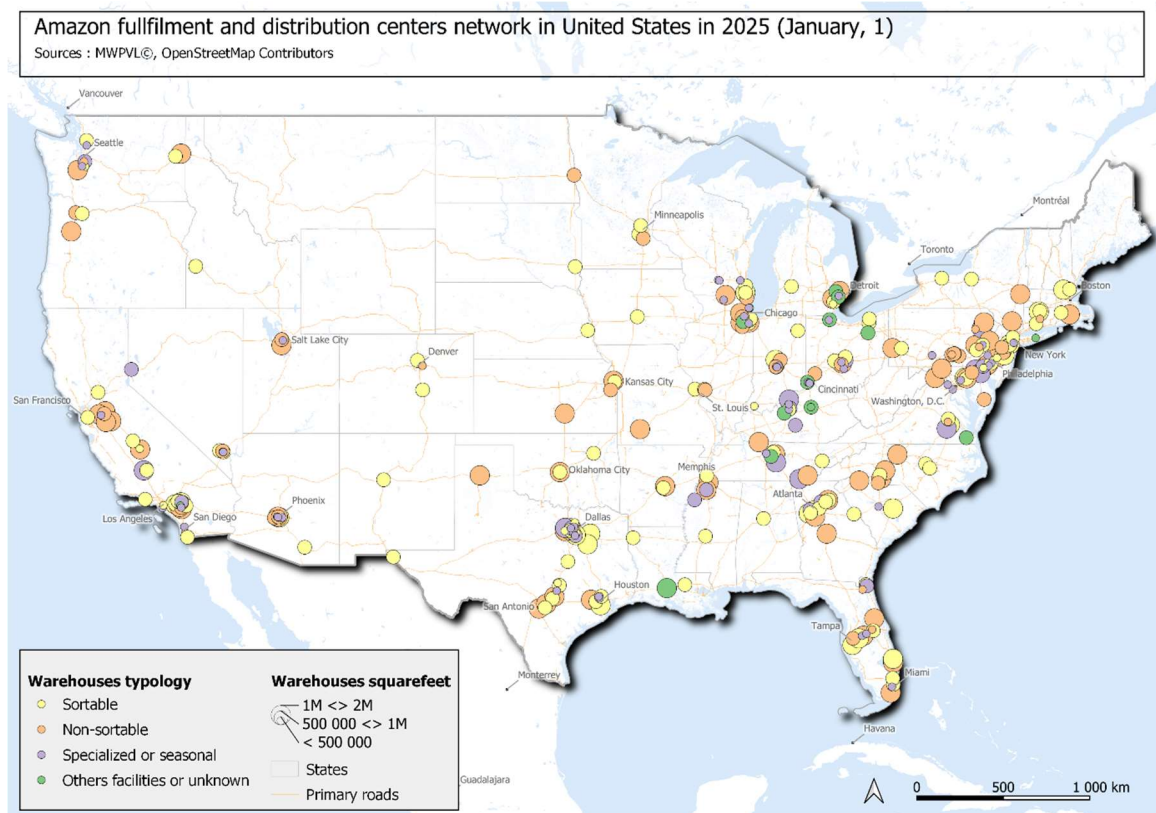 Amazon fullfilment and distribution centers network in United States in 2025 (January, 1)
Sources : MWPVL©, OpenStreetMap Contributors
Vancouver
Seattle
Montréal
Minneapolis
Toronto
Boston
Detroit
Chicago
Salt Lake City
Denver
New York
Philadelphia
Kansas City
Cincinnati
San Francisco
Washington, D.C.
St. Louis
Oklahoma City
Memphis
Phoenix
Atlanta
Los Angeles
San Diego
Dallas
Houston
San Antonio
Tampa
Miami
Monterrey
Havana
Guadalajara
Warehouses typology
Sortable
Non-sortable
Specialized or seasonal
Others facilities or unknown
Warehouses squarefeet
1M <> 2M
500 000 <> 1M
< 500 000
States
Primary roads
0 500 1 000 km